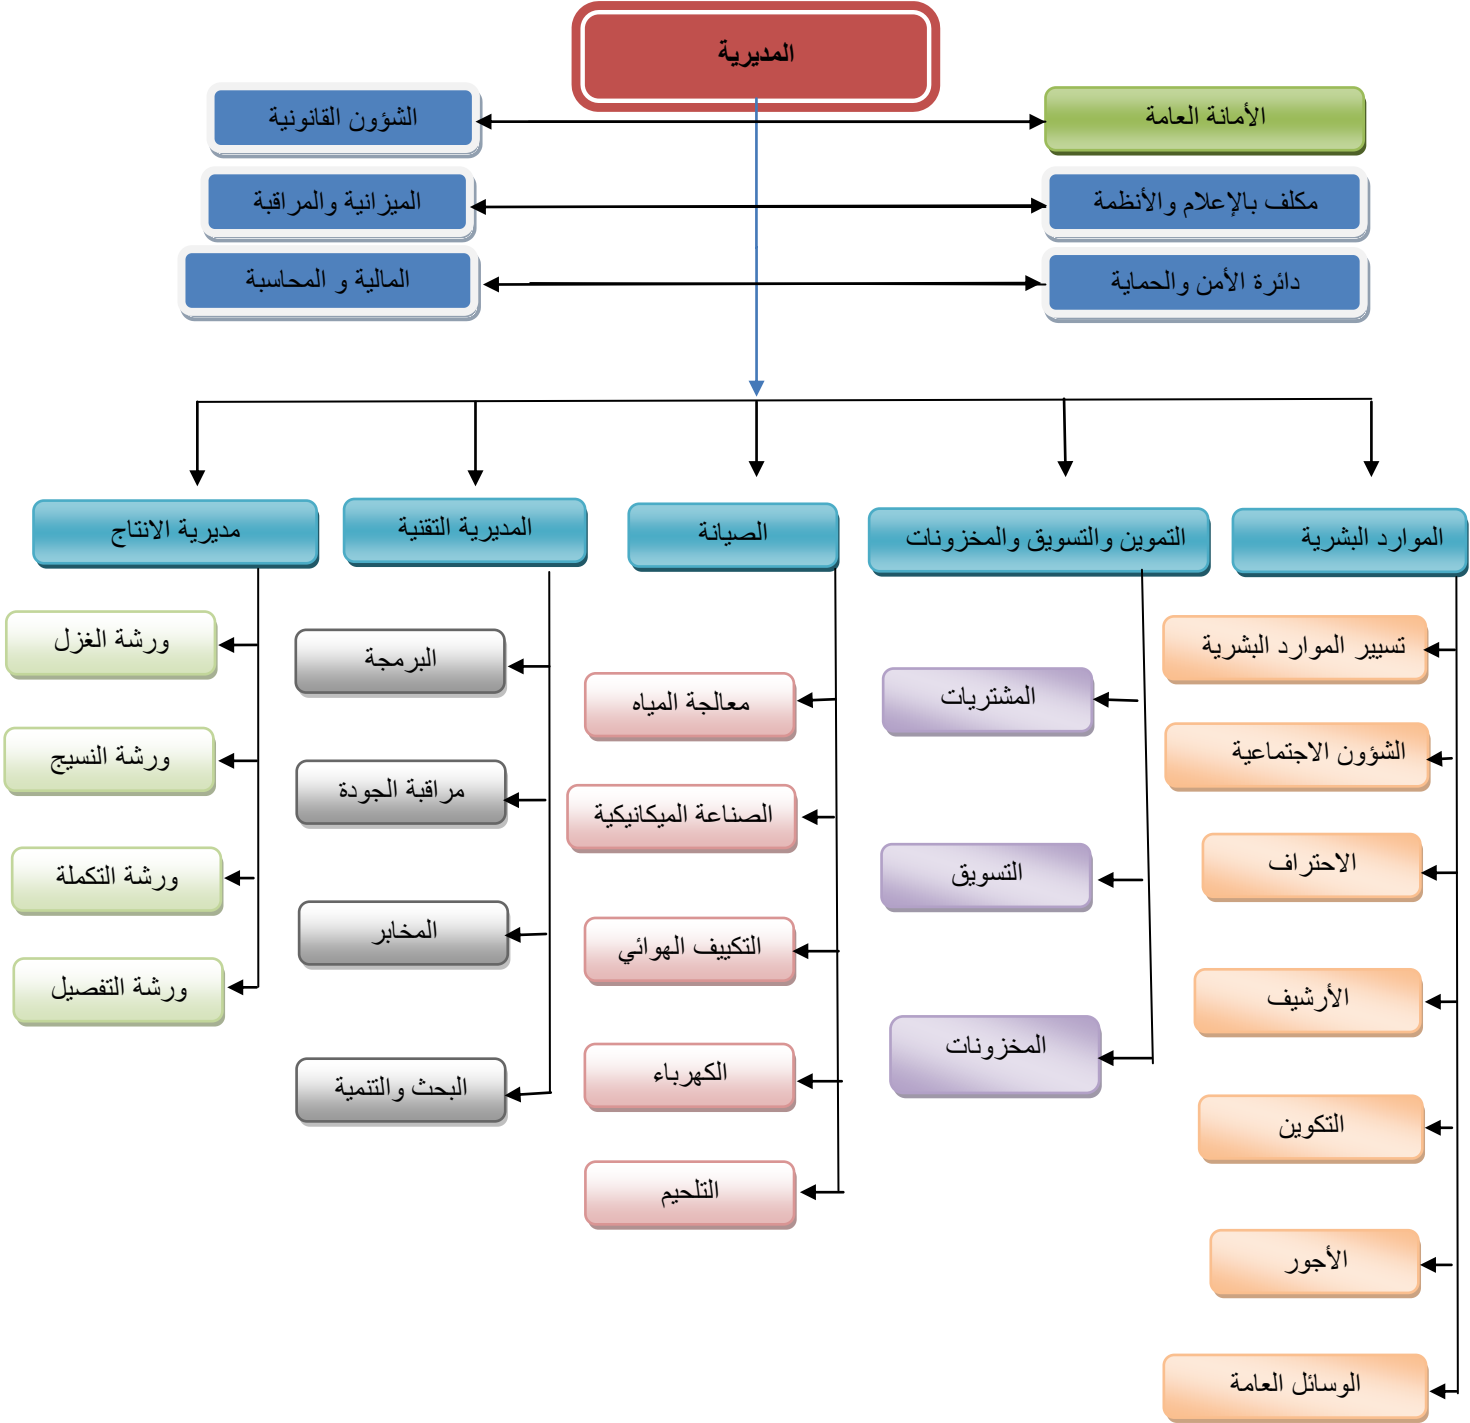 المديرية
الأمانة العامة
الشؤون القانونية
مكلف بالإعلام والأنظمة
الميزانية والمراقبة
دائرة الأمن والحماية
المالية و المحاسبة
الموارد البشرية
التموين والتسويق والمخزونات
الصيانة
المديرية التقنية
مديرية الانتاج
تسيير الموارد البشرية
الشؤون الاجتماعية
الاحتراف
الأرشيف
التكوين
الأجور
الوسائل العامة
المشتريات
التسويق
المخزونات
معالجة المياه
الصناعة الميكانيكية
التكييف الهوائي
الكهرباء
التلحيم
البرمجة
مراقبة الجودة
المخابر
البحث والتنمية
ورشة الغزل
ورشة النسيج
ورشة التكملة
ورشة التفصيل